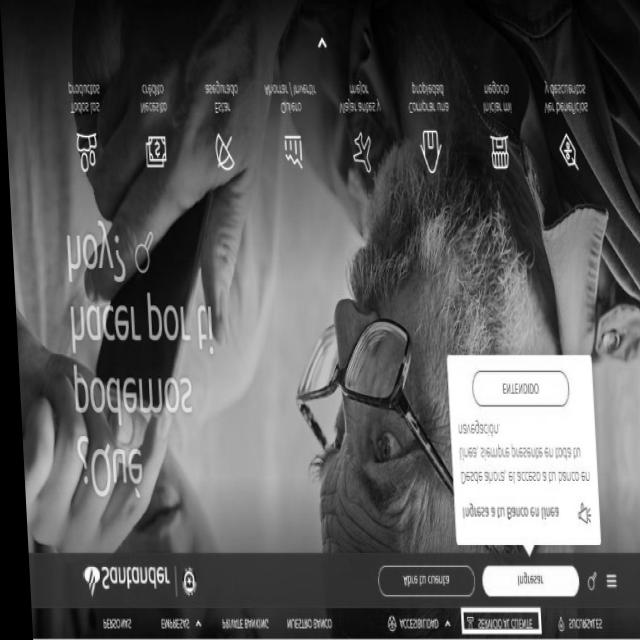 PERSONAS EMPRESAS PRIVATE BANKING NUESTRO BANCO ACCESIBILIDAD SERVICIO AL CLIENTE SUCURSALES
Santander Abre tu cuenta Ingresar
Ingresa a tu Banco en línea
Desde ahora, el acceso a tu banco en
línea, siempre presente en toda tu
navegación.
ENTENDIDO
¿Qué
podemos
hacer por ti
hoy?
Todos los
productos
Necesito
crédito
Estar
asegurado
Quiero
Ahorrar / Invertir
Viajar antes y
mejor
Comprar una
propiedad
Iniciar mi
negocio
Ver beneficios
y descuentos